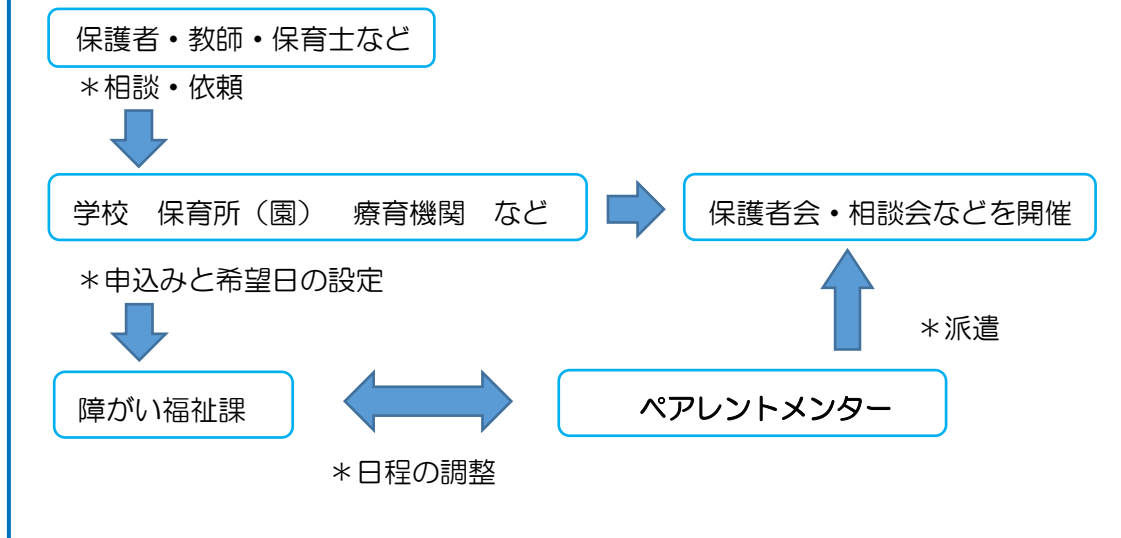 保護者・教師・保育士など
＊相談・依頼
学校　保育所（園）　療育機関　など
保護者会・相談会などを開催
＊申込みと希望日の設定
＊派遣
障がい福祉課
ペアレントメンター
＊日程の調整